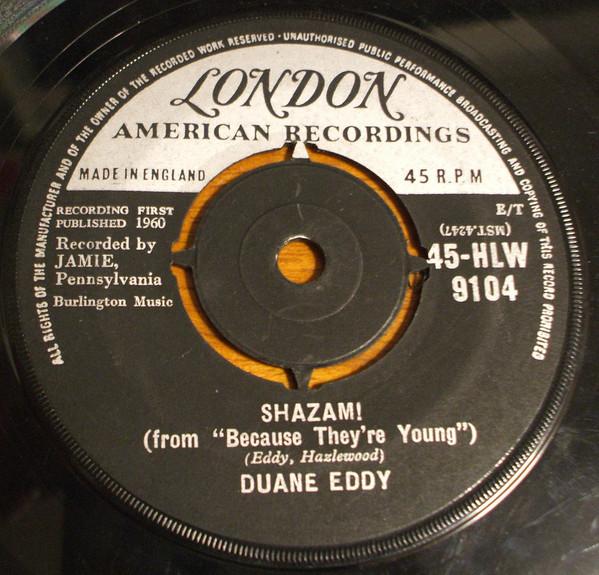 ALL RIGHTS OF THE MANUFACTURER AND OF THE OWNER OF THE RECORDED WORK RESERVED · UNAUTHORISED PUBLIC PERFORMANCE BROADCASTING AND COPYING OF THIS RECORD PROHIBITED
LONDON
AMERICAN RECORDINGS
MADE IN ENGLAND
45 R.P.M
RECORDING FIRST
PUBLISHED 1960
Recorded by
JAMIE,
Pennsylvania
Burlington Music
E/T
(MST.4247)
45-HLW
9104
SHAZAM!
(from “Because They're Young”)
(Eddy, Hazlewood)
DUANE EDDY